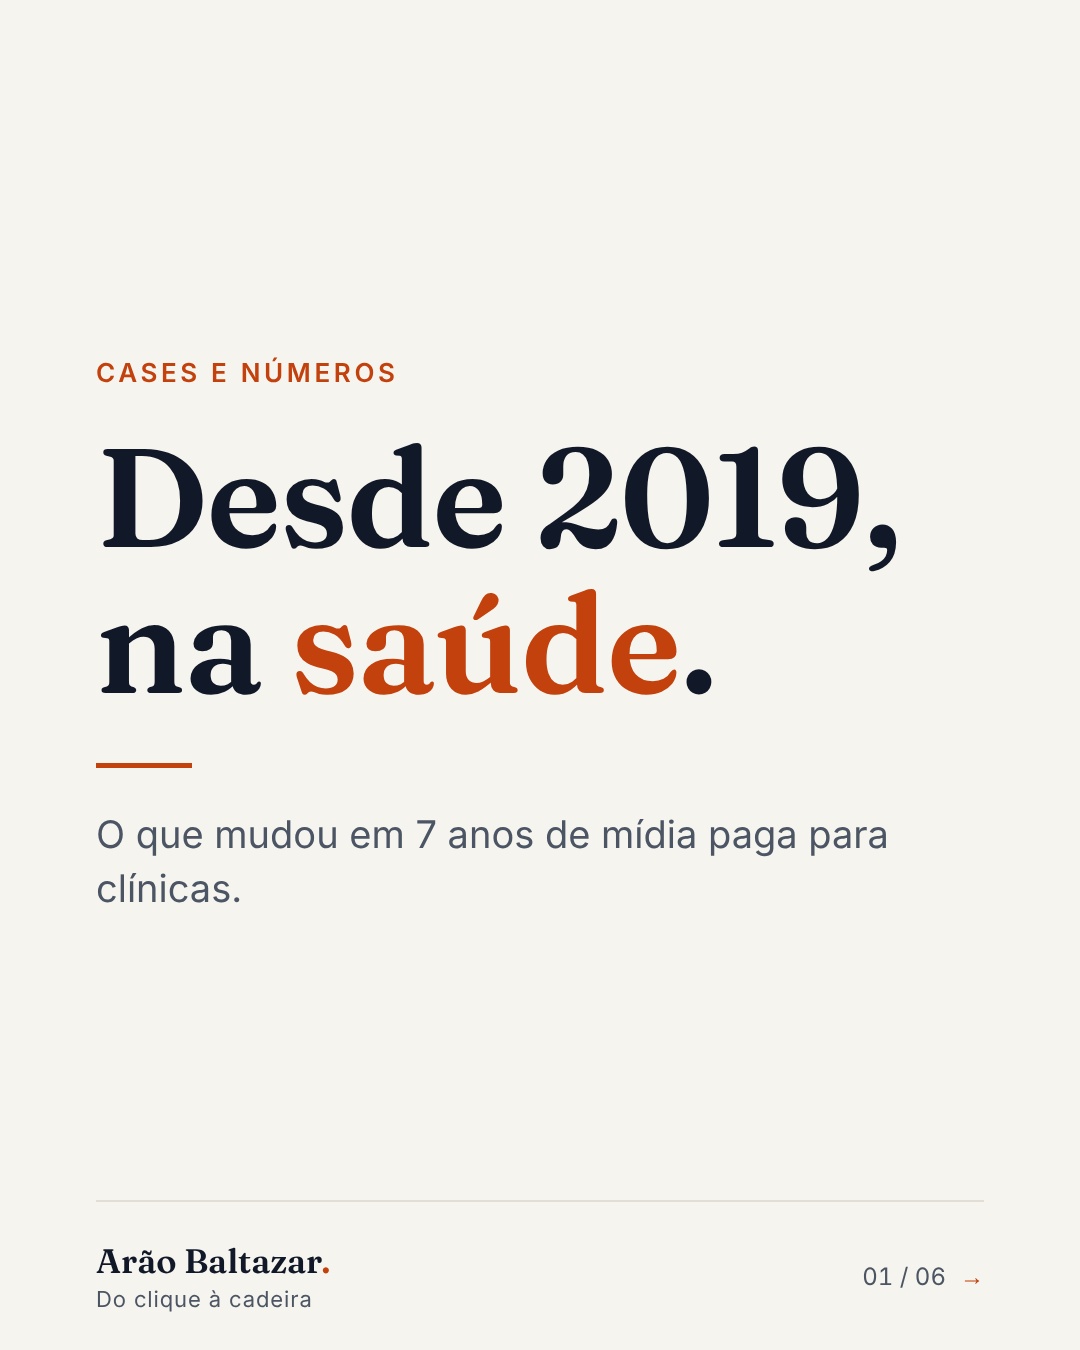 CASES E NÚMEROS
Desde 2019,
na saúde.
O que mudou em 7 anos de mídia paga para
clínicas.
Arão Baltazar.
Do clique à cadeira
01 / 06 →